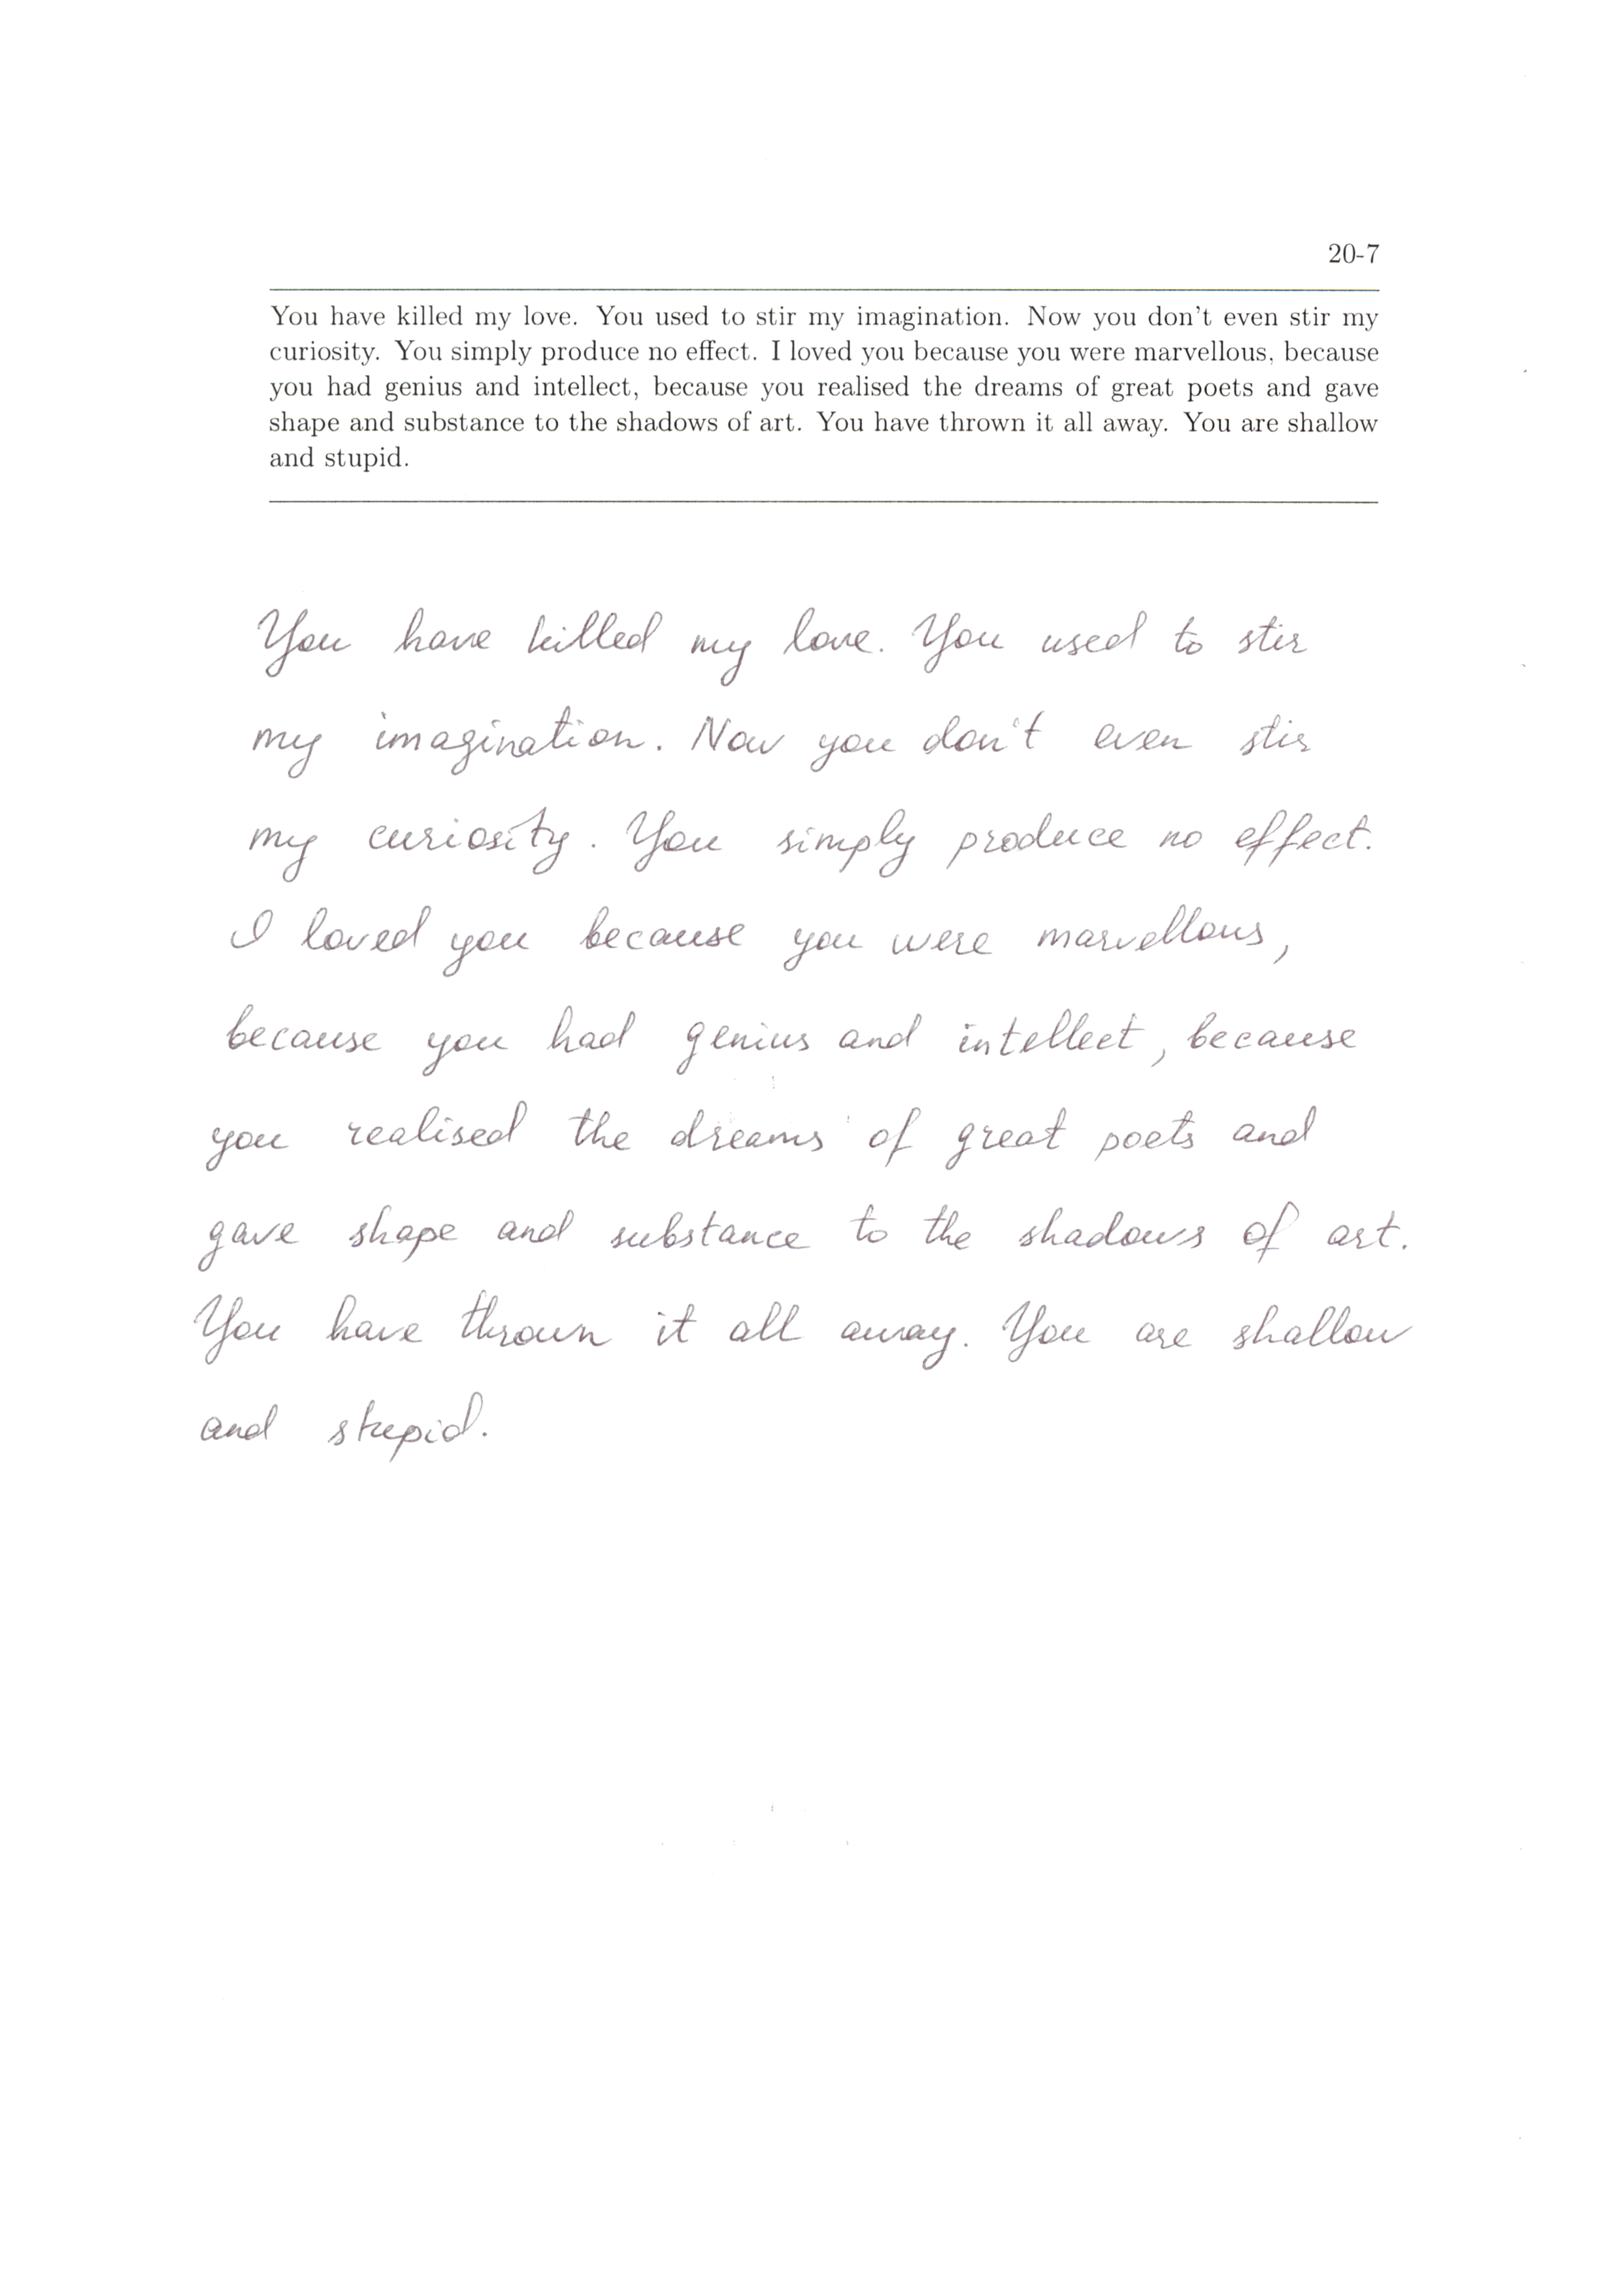 20-7
You have killed my love. You used to stir my imagination. Now you don't even stir my
curiosity. You simply produce no effect. I loved you because you were marvellous, because
you had genius and intellect, because you realised the dreams of great poets and gave
shape and substance to the shadows of art. You have thrown it all away. You are shallow
and stupid.
You have killed my love. You used to stir
my imagination. Now you don't even stir
my curiosity. You simply produce no effect.
I loved you because you were marvellous,
because you had genius and intellect, because
you realised the dreams of great poets and
gave shape and substance to the shadows of art.
You have thrown it all away. You are shallow
and stupid.